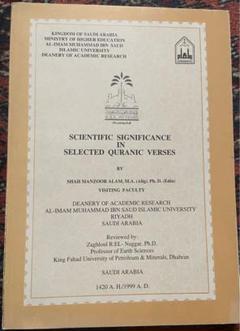 KINGDOM OF SAUDI ARABIA
MINISTRY OF HIGHER EDUCATION
AL-IMAM MUHAMMAD IBN SAUD
ISLAMIC UNIVERSITY
DEANERY OF ACADEMIC RESEARCH
SCIENTIFIC SIGNIFICANCE
IN
SELECTED QURANIC VERSES
BY
SHAH MANZOOR ALAM, M.A. (Alig), Ph. D. (Edin)
VISITING FACULTY
DEANERY OF ACADEMIC RESEARCH
AL-IMAM MUHAMMAD IBN SAUD ISLAMIC UNIVERSITY
RIYADH
SAUDI ARABIA
Reviewed by:
Zaghloul R.EL- Naggar. Ph.D.
Professor of Earth Sciences
King Fahad University of Petroleum & Minerals, Dhahran
SAUDI ARABIA
1420 A. H./1999 A. D.